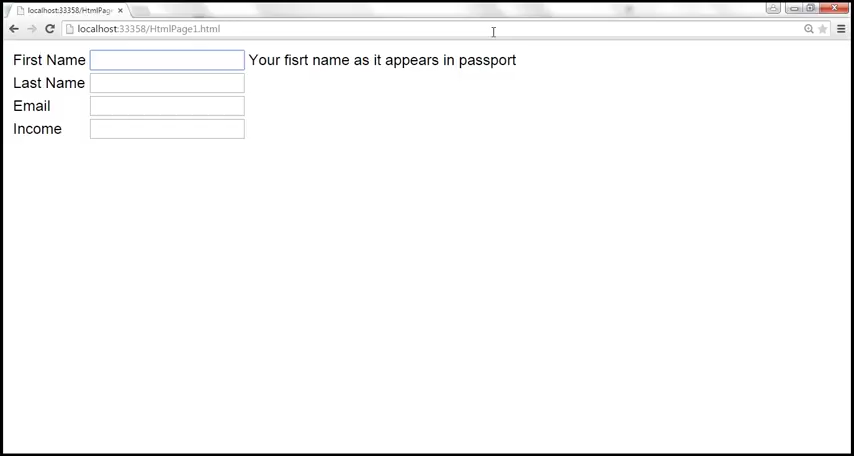 localhost:33358/HtmlPag
localhost:33358/HtmlPage1.html
First Name Your fisrt name as it appears in passport
Last Name
Email
Income